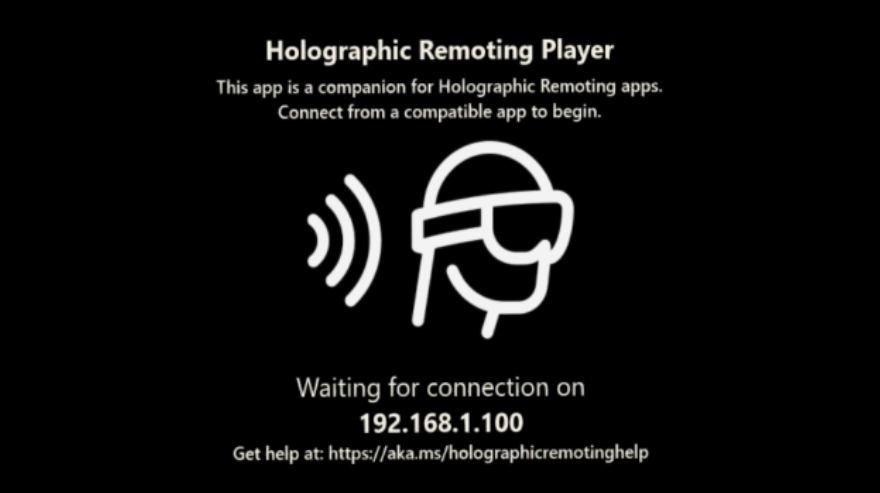 Holographic Remoting Player
This app is a companion for Holographic Remoting apps.
Connect from a compatible app to begin.
Waiting for connection on
192.168.1.100
Get help at: https://aka.ms/holographicremotinghelp